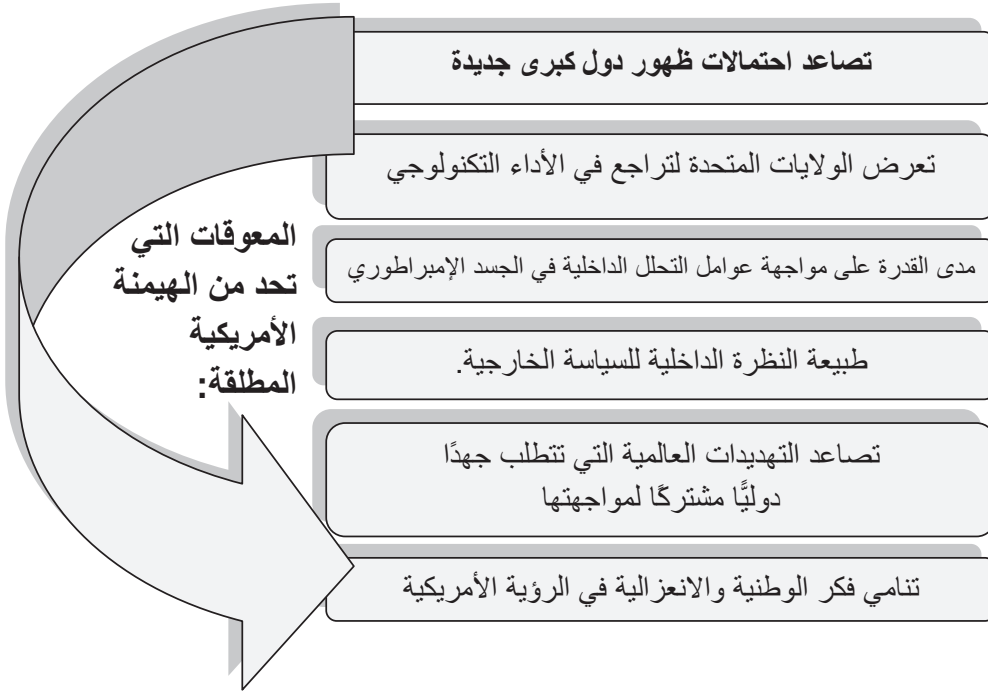 تصاعد احتمالات ظهور دول كبرى جديدة
تعرض الولايات المتحدة لتراجع في الأداء التكنولوجي
المعوقات التي
تحد من الهيمنة
الأمريكية
المطلقة:
مدى القدرة على مواجهة عوامل التحلل الداخلية في الجسد الإمبراطوري
طبيعة النظرة الداخلية للسياسة الخارجية.
تصاعد التهديدات العالمية التي تتطلب جهدًا
دوليًّا مشتركًا لمواجهتها
تنامي فكر الوطنية والانعزالية في الرؤية الأمريكية